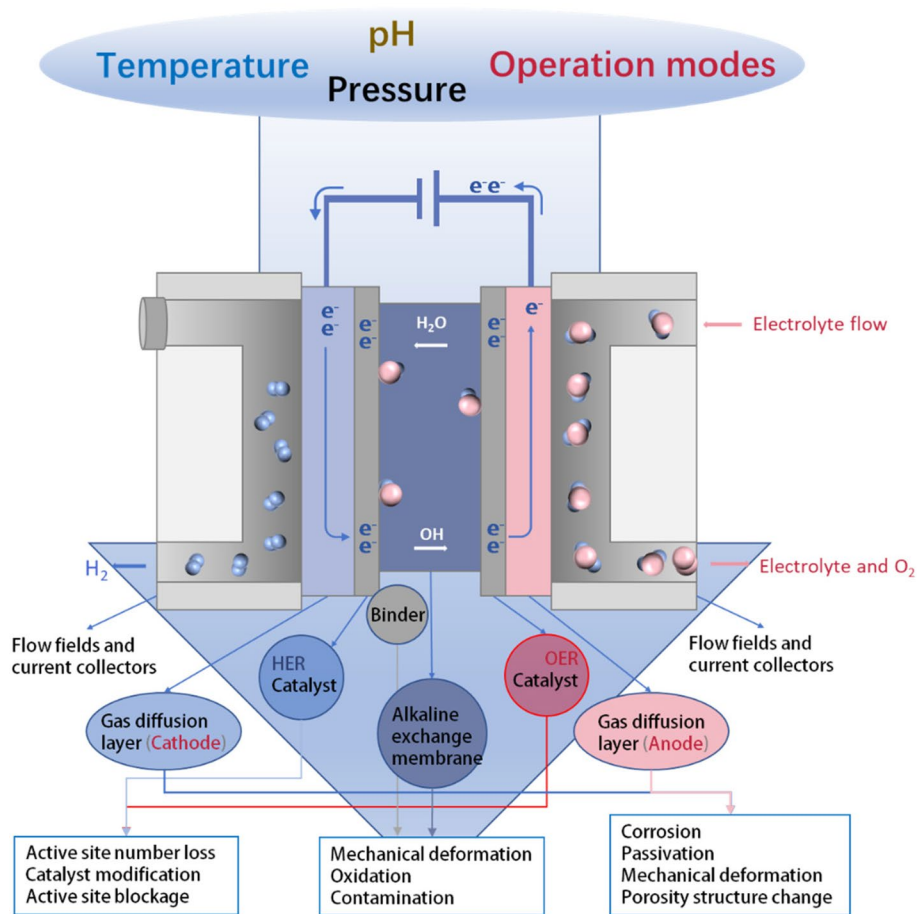 pH
Temperature
Pressure
Operation modes
e⁻e⁻
e⁻
e⁻
e⁻
e⁻
H₂O
e⁻
e⁻
e⁻
Electrolyte flow
e⁻
e⁻
OH
e⁻
e⁻
H₂
Electrolyte and O₂
Flow fields and
current collectors
Binder
Flow fields and
current collectors
HER
Catalyst
OER
Catalyst
Gas diffusion
layer (Cathode)
Alkaline
exchange
membrane
Gas diffusion
layer (Anode)
Active site number loss
Catalyst modification
Active site blockage
Mechanical deformation
Oxidation
Contamination
Corrosion
Passivation
Mechanical deformation
Porosity structure change